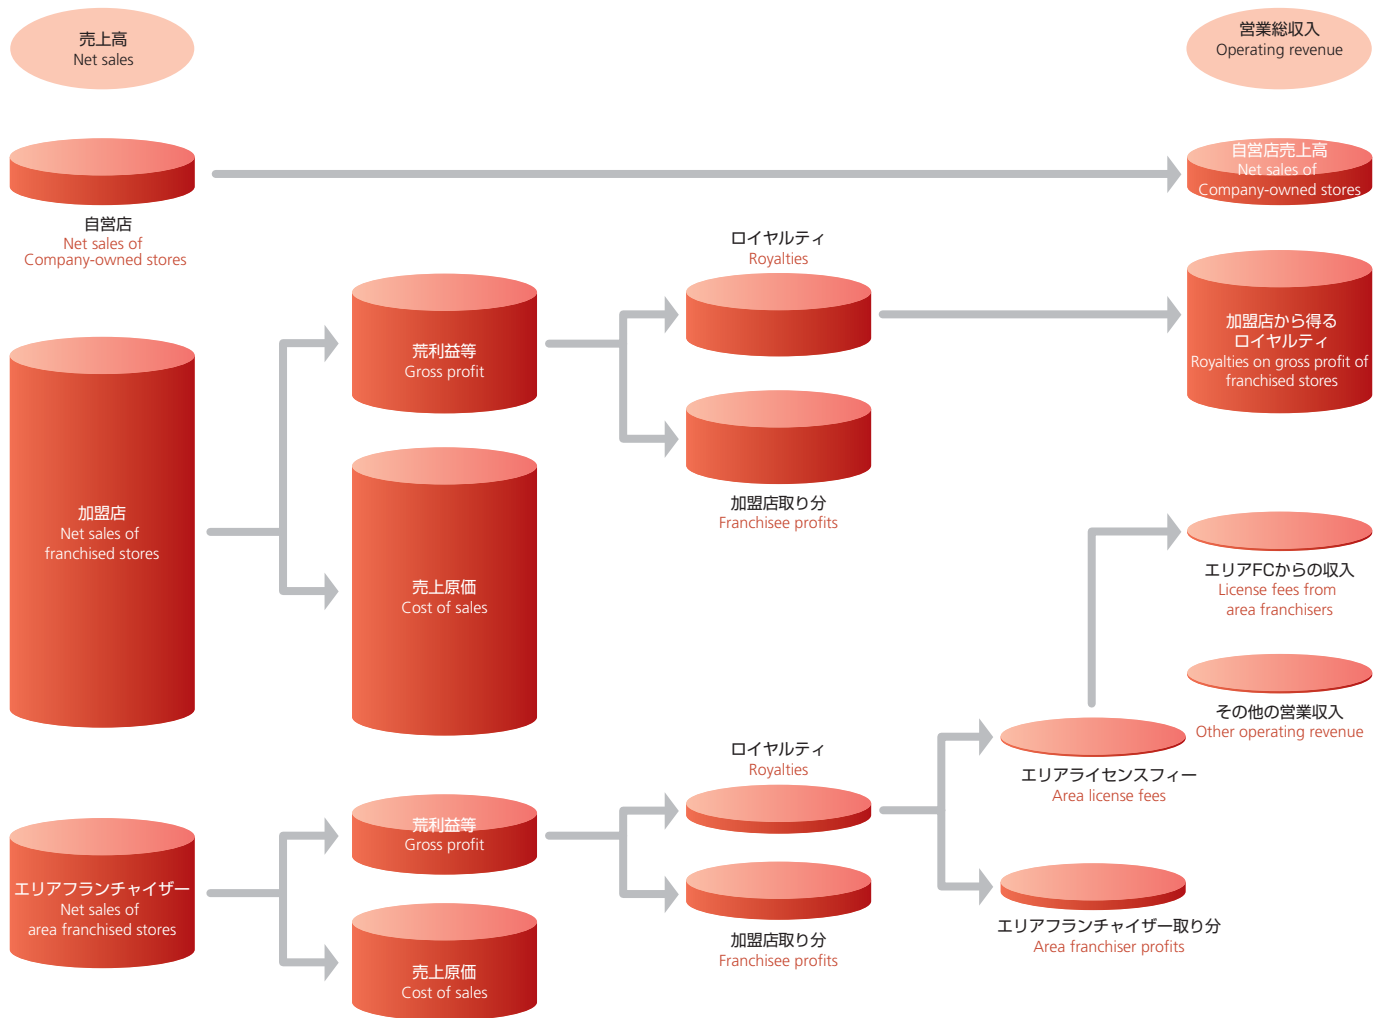 売上高
Net sales
営業総収入
Operating revenue
自営店
Net sales of
Company-owned stores
自営店売上高
Net sales of
Company-owned stores
加盟店
Net sales of
franchised stores
荒利益等
Gross profit
売上原価
Cost of sales
ロイヤルティ
Royalties
加盟店取り分
Franchisee profits
加盟店から得る
ロイヤルティ
Royalties on gross profit of
franchised stores
エリアFCからの収入
License fees from
area franchisers
その他の営業収入
Other operating revenue
エリアフランチャイザー
Net sales of
area franchised stores
荒利益等
Gross profit
売上原価
Cost of sales
ロイヤルティ
Royalties
加盟店取り分
Franchisee profits
エリアライセンスフィー
Area license fees
エリアフランチャイザー取り分
Area franchiser profits